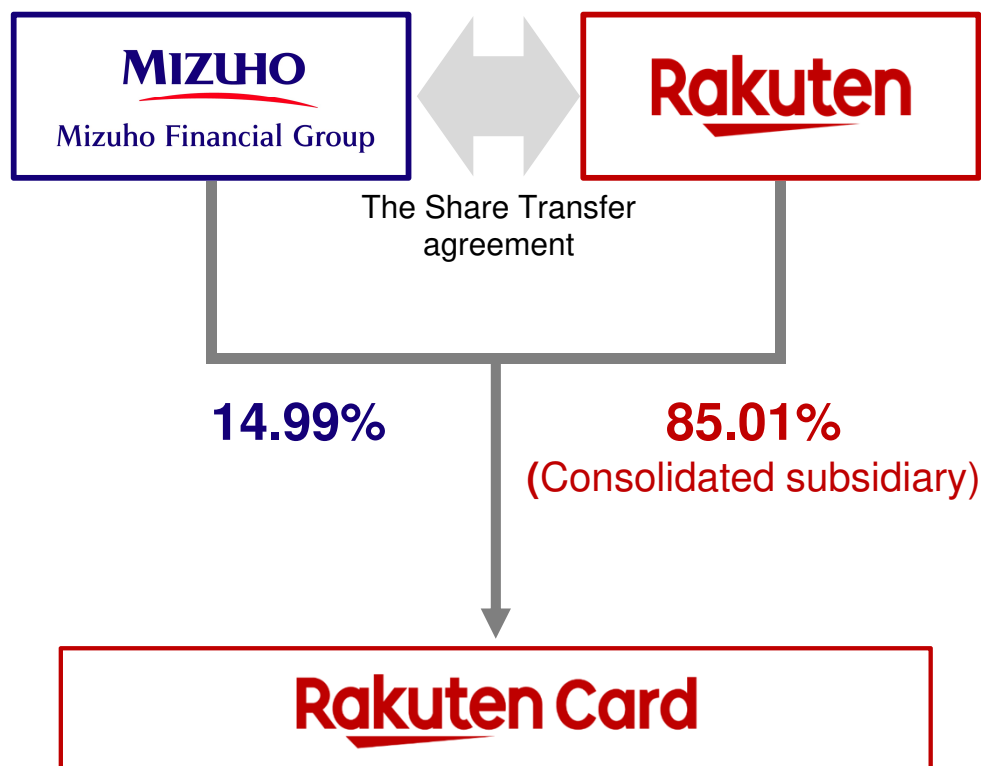 MIZUHO
Mizuho Financial Group
Rakuten
The Share Transfer
agreement
14.99%
85.01%
(Consolidated subsidiary)
Rakuten Card